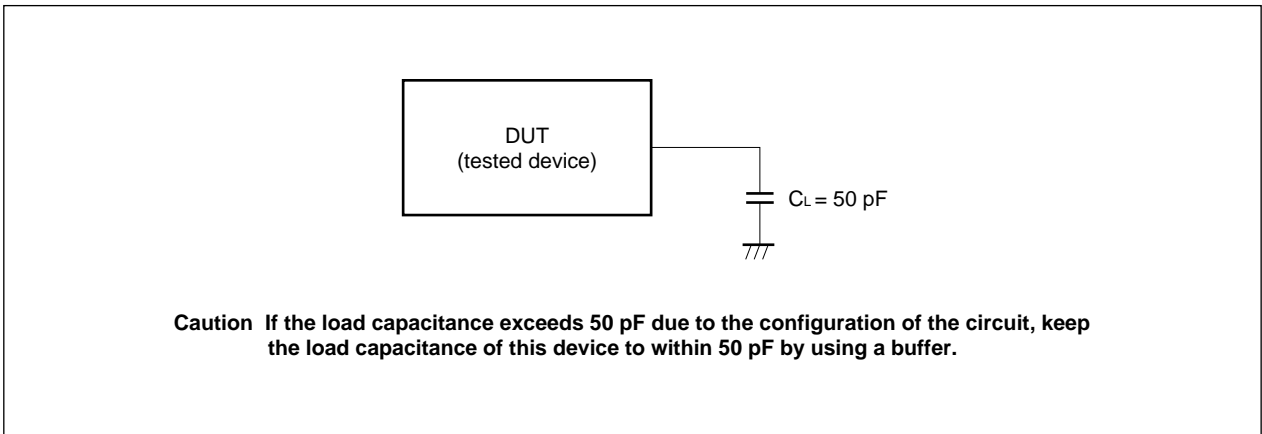 DUT
(tested device)
CL = 50 pF
Caution If the load capacitance exceeds 50 pF due to the configuration of the circuit, keep
the load capacitance of this device to within 50 pF by using a buffer.